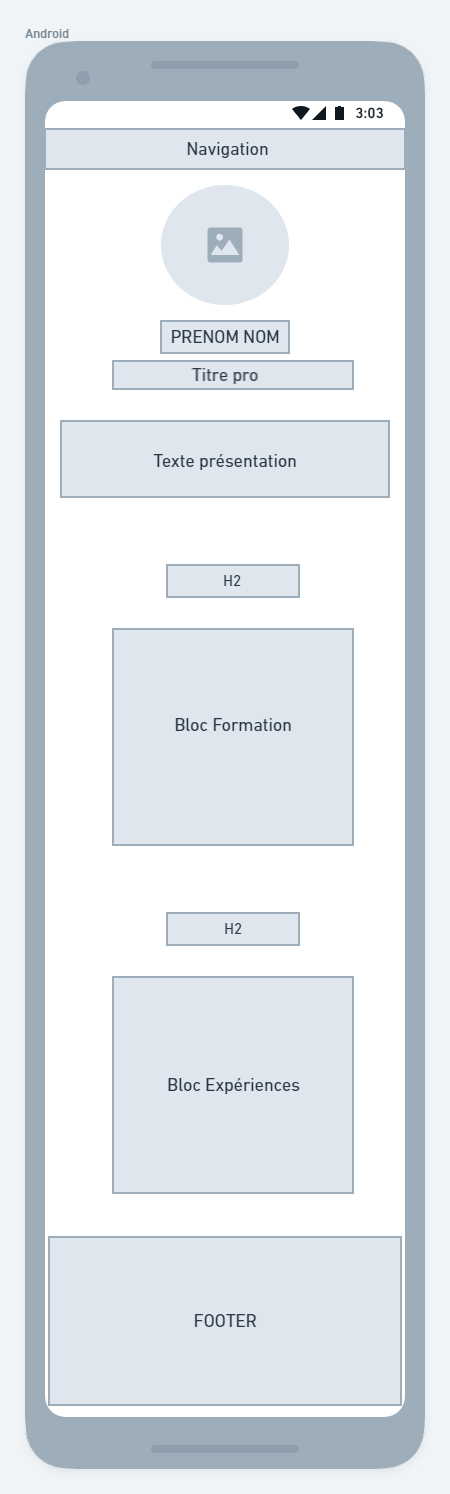 Android
3:03
Navigation
PRENOM NOM
Titre pro
Texte présentation
H2
Bloc Formation
H2
Bloc Expériences
FOOTER